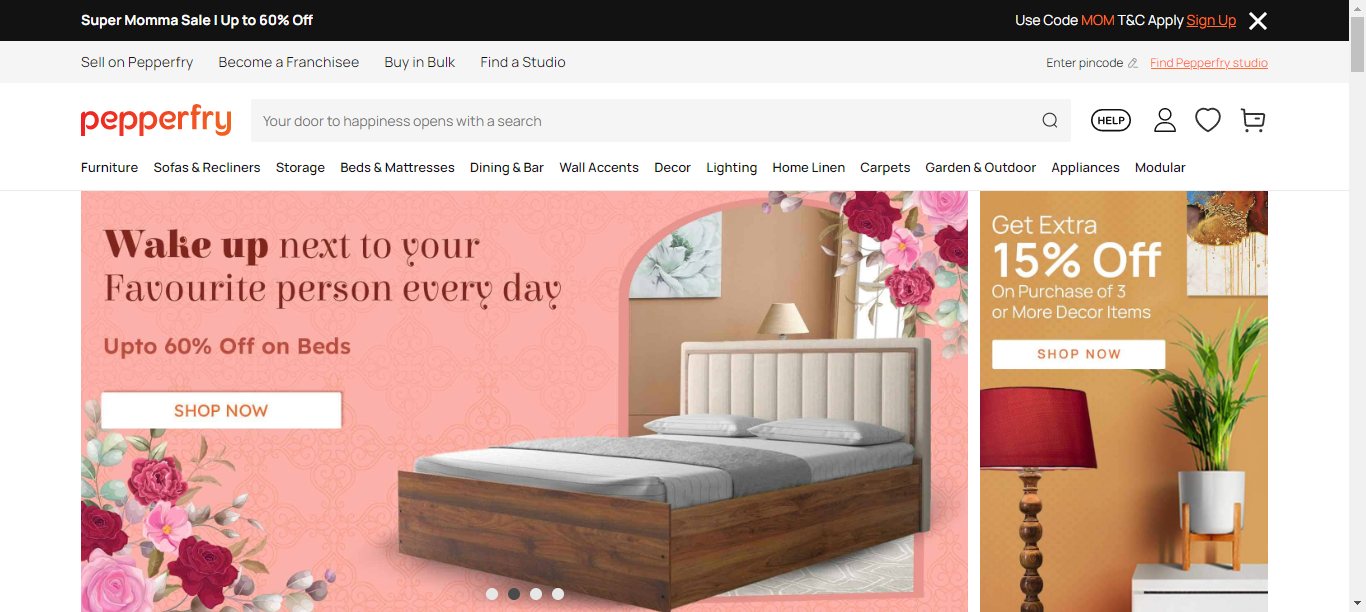 Super Momma Sale I Up to 60% Off
Use Code MOM T&C Apply Sign Up
Sell on Pepperfry Become a Franchisee Buy in Bulk Find a Studio
Enter pincode Find Pepperfry studio
pepperfry
Your door to happiness opens with a search
HELP
Furniture Sofas & Recliners Storage Beds & Mattresses Dining & Bar Wall Accents Decor Lighting Home Linen Carpets Garden & Outdoor Appliances Modular
Wake up next to your
Favourite person every day
Upto 60% Off on Beds
SHOP NOW
Get Extra
15% Off
On Purchase of 3
or More Decor Items
SHOP NOW